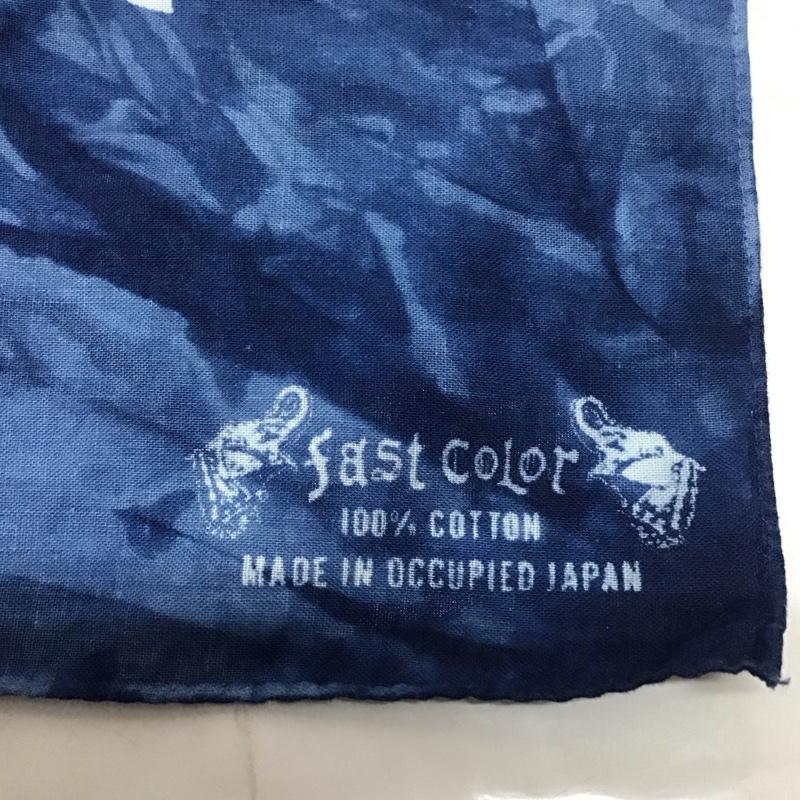 fast color
100% COTTON
MADE IN OCCUPIED JAPAN